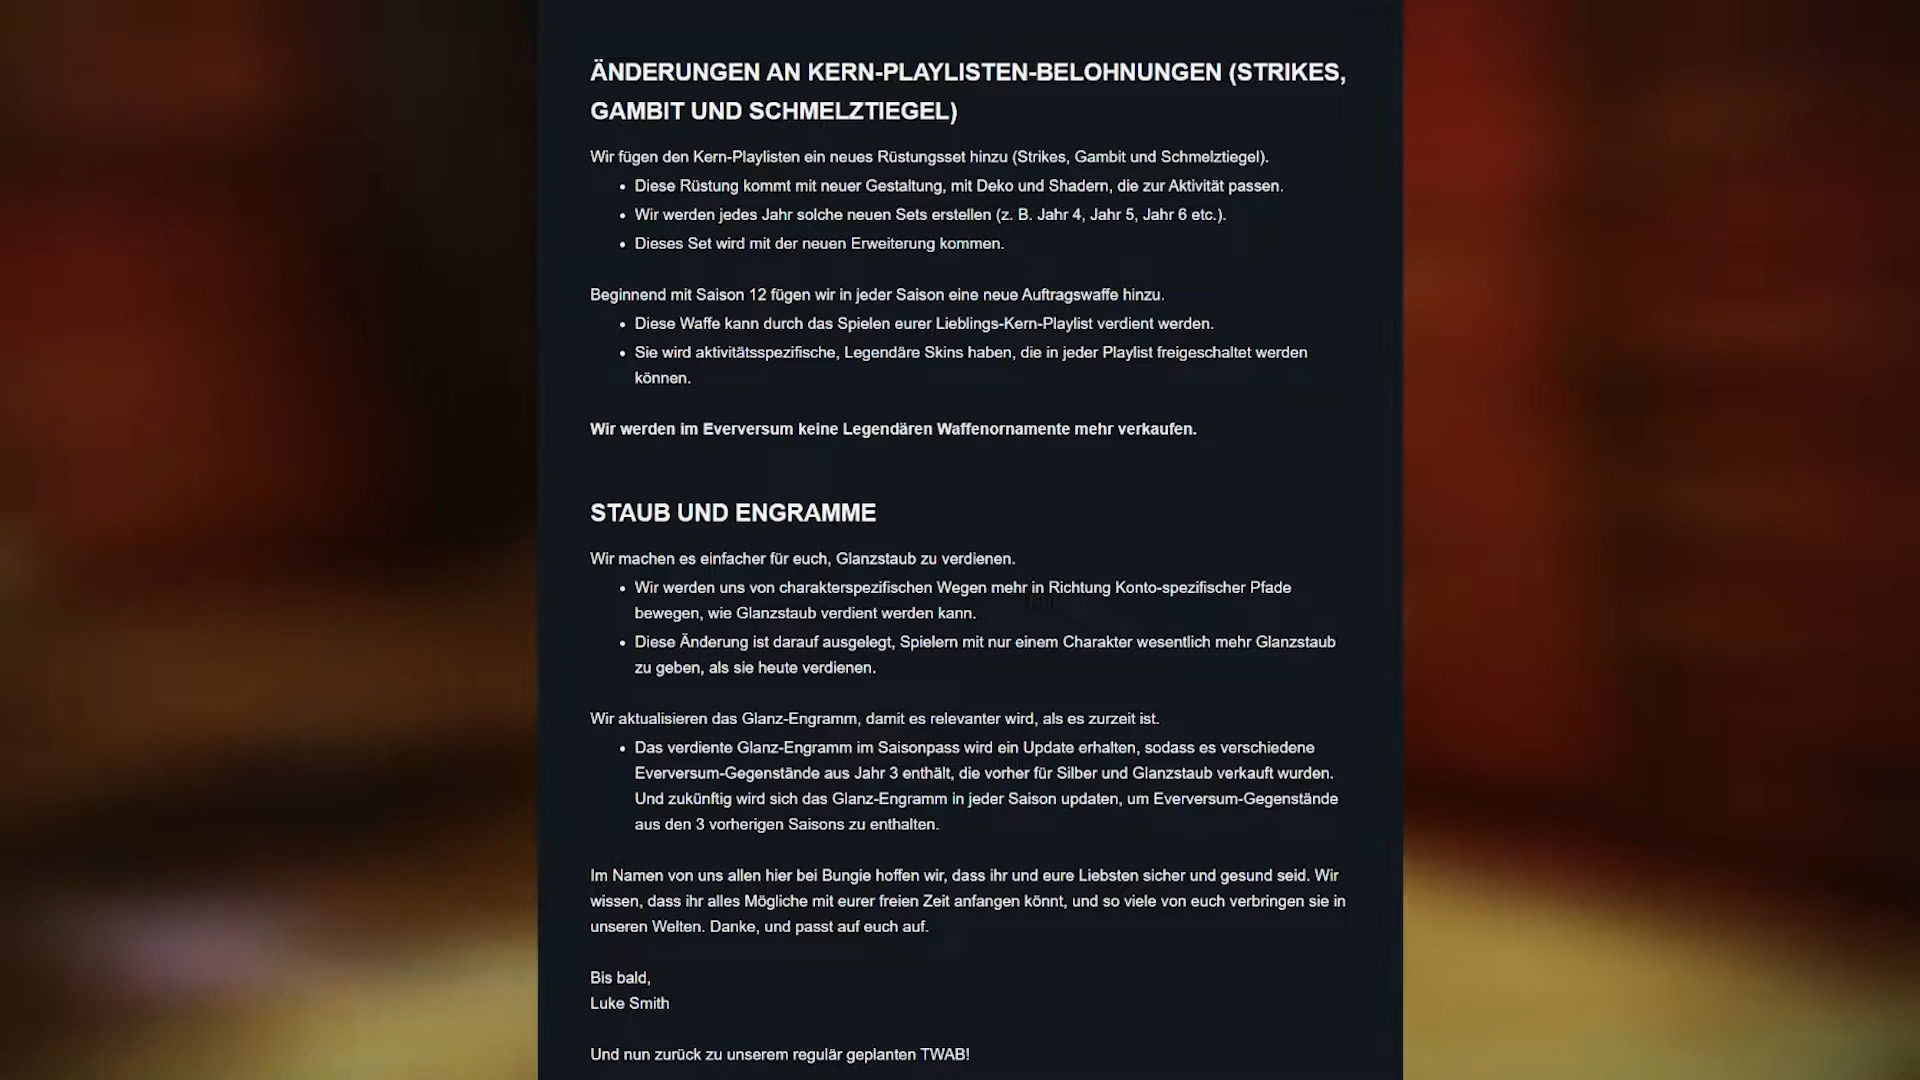 ÄNDERUNGEN AN KERN-PLAYLISTEN-BELOHNUNGEN (STRIKES,
GAMBIT UND SCHMELZTIEGEL)
Wir fügen den Kern-Playlisten ein neues Rüstungsset hinzu (Strikes, Gambit und Schmelztiegel).
• Diese Rüstung kommt mit neuer Gestaltung, mit Deko und Shadern, die zur Aktivität passen.
• Wir werden jedes Jahr solche neuen Sets erstellen (z. B. Jahr 4, Jahr 5, Jahr 6 etc.).
• Dieses Set wird mit der neuen Erweiterung kommen.
Beginnend mit Saison 12 fügen wir in jeder Saison eine neue Auftragswaffe hinzu.
• Diese Waffe kann durch das Spielen eurer Lieblings-Kern-Playlist verdient werden.
• Sie wird aktivitätsspezifische, Legendäre Skins haben, die in jeder Playlist freigeschaltet werden
können.
Wir werden im Everversum keine Legendären Waffenornamente mehr verkaufen.
STAUB UND ENGRAMME
Wir machen es einfacher für euch, Glanzstaub zu verdienen.
• Wir werden uns von charakterspezifischen Wegen mehr in Richtung Konto-spezifischer Pfade
bewegen, wie Glanzstaub verdient werden kann.
• Diese Änderung ist darauf ausgelegt, Spielern mit nur einem Charakter wesentlich mehr Glanzstaub
zu geben, als sie heute verdienen.
Wir aktualisieren das Glanz-Engramm, damit es relevanter wird, als es zurzeit ist.
• Das verdiente Glanz-Engramm im Saisonpass wird ein Update erhalten, sodass es verschiedene
Everversum-Gegenstände aus Jahr 3 enthält, die vorher für Silber und Glanzstaub verkauft wurden.
Und zukünftig wird sich das Glanz-Engramm in jeder Saison updaten, um Everversum-Gegenstände
aus den 3 vorherigen Saisons zu enthalten.
Im Namen von uns allen hier bei Bungie hoffen wir, dass ihr und eure Liebsten sicher und gesund seid. Wir
wissen, dass ihr alles Mögliche mit eurer freien Zeit anfangen könnt, und so viele von euch verbringen sie in
unseren Welten. Danke, und passt auf euch auf.
Bis bald,
Luke Smith
Und nun zurück zu unserem regulär geplanten TWAB!